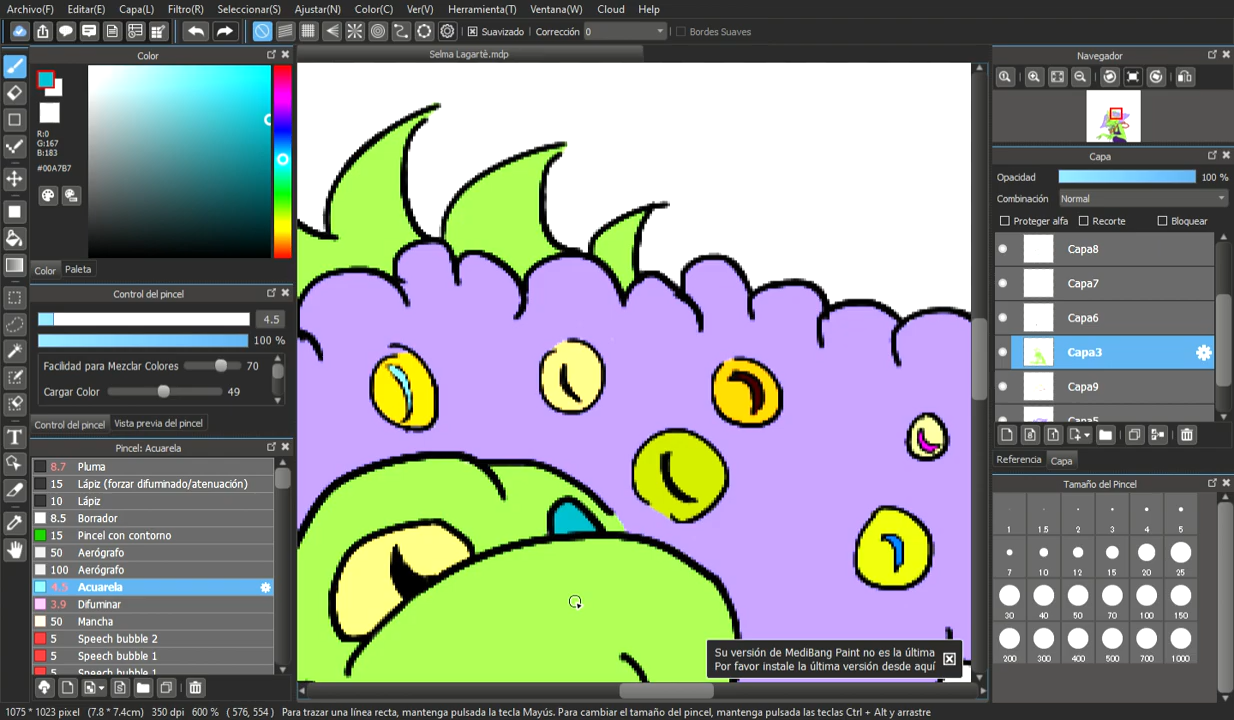 Archivo(F) Editar(E) Capa(L) Filtro(R) Seleccionar(S) Ajustar(N) Color(C) Ver(V) Herramienta(T) Ventana(W) Cloud Help
Suavizado Corrección 0 Bordes Suaves
Color
Selma Lagartê.mdp
Navegador
R:0
G:167
B:183
#00A7B7
Color Paleta
Control del pincel
4.5
100 %
Facilidad para Mezclar Colores 70
Cargar Color 49
Control del pincel Vista previa del pincel
Pincel: Acuarela
8.7 Pluma
15 Lápiz (forzar difuminado/atenuación)
10 Lápiz
8.5 Borrador
15 Pincel con contorno
50 Aerógrafo
100 Aerógrafo
4.5 Acuarela
3.9 Difuminar
50 Mancha
5 Speech bubble 2
5 Speech bubble 1
5 Speech bubble 1
Capa
Opacidad 100 %
Combinación Normal
Proteger alfa Recorte Bloquear
Capa8
Capa7
Capa6
Capa3
Capa9
Capa5
Referencia Capa
Tamaño del Pincel
1 1.5 2 3 4 5
7 10 12 15 20 25
30 40 50 70 100 150
200 300 400 500 700 1000
Su versión de MediBang Paint no es la última
Por favor instale la última versión desde aquí
1075 * 1023 pixel (7.8 * 7.4cm) 350 dpi 600 % ( 576, 554 ) Para trazar una línea recta, mantenga pulsada la tecla Mayús. Para cambiar el tamaño del pincel, mantenga pulsadas las teclas Ctrl + Alt y arrastre